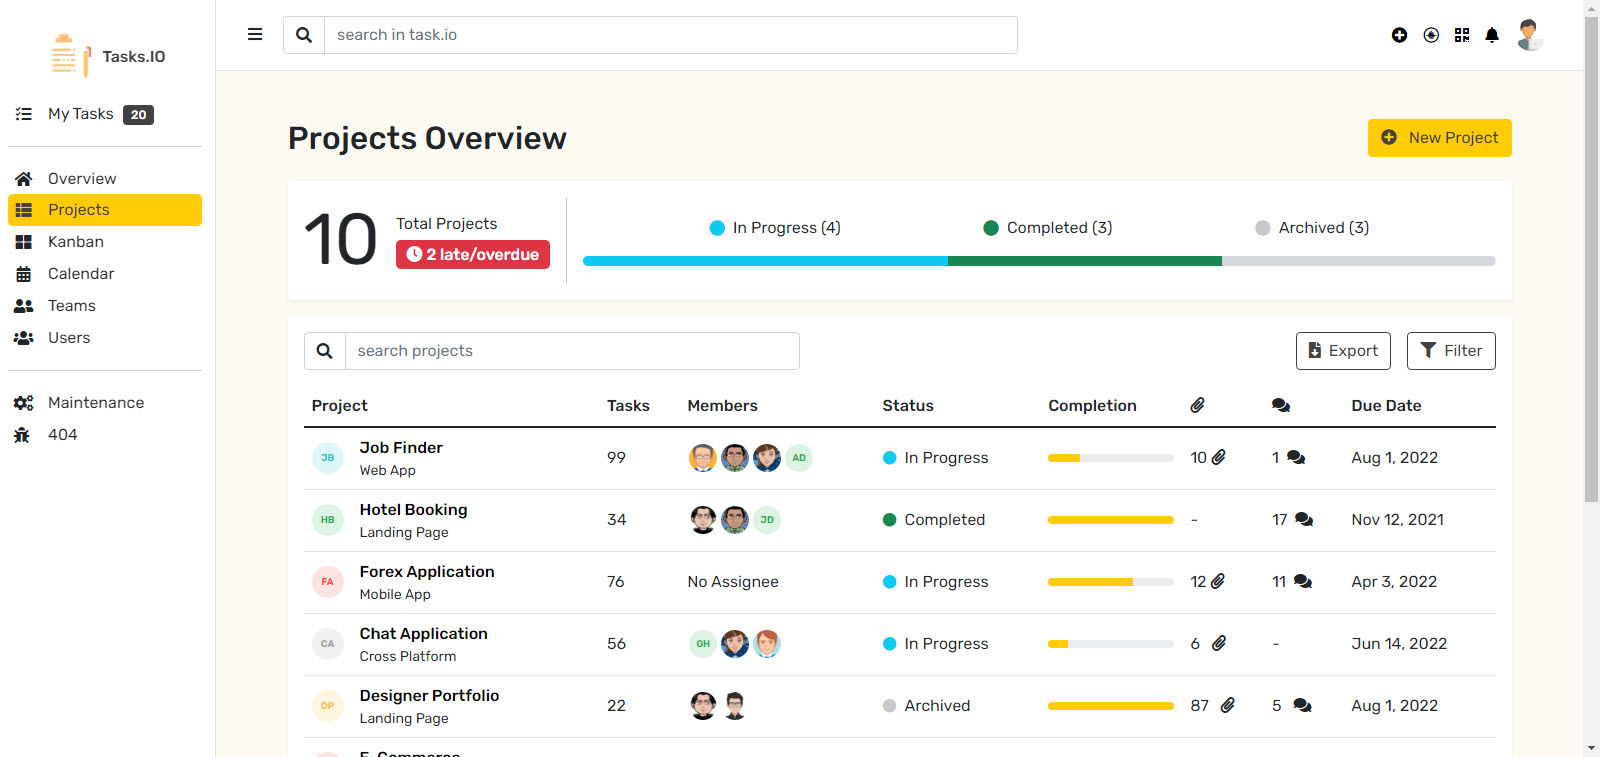 Tasks.IO
My Tasks 20
Overview
Projects
Kanban
Calendar
Teams
Users
Maintenance
404
search in task.io
Projects Overview
New Project
10
Total Projects
2 late/overdue
In Progress (4)
Completed (3)
Archived (3)
search projects
Export
Filter
Project Tasks Members Status Completion Due Date
JB Job Finder 99 AD In Progress 10 1 Aug 1, 2022
Web App
HB Hotel Booking 34 JD Completed - 17 Nov 12, 2021
Landing Page
FA Forex Application 76 No Assignee In Progress 12 11 Apr 3, 2022
Mobile App
CA Chat Application 56 GH In Progress 6 - Jun 14, 2022
Cross Platform
DP Designer Portfolio 22 Archived 87 5 Aug 1, 2022
Landing Page
E-Commerce